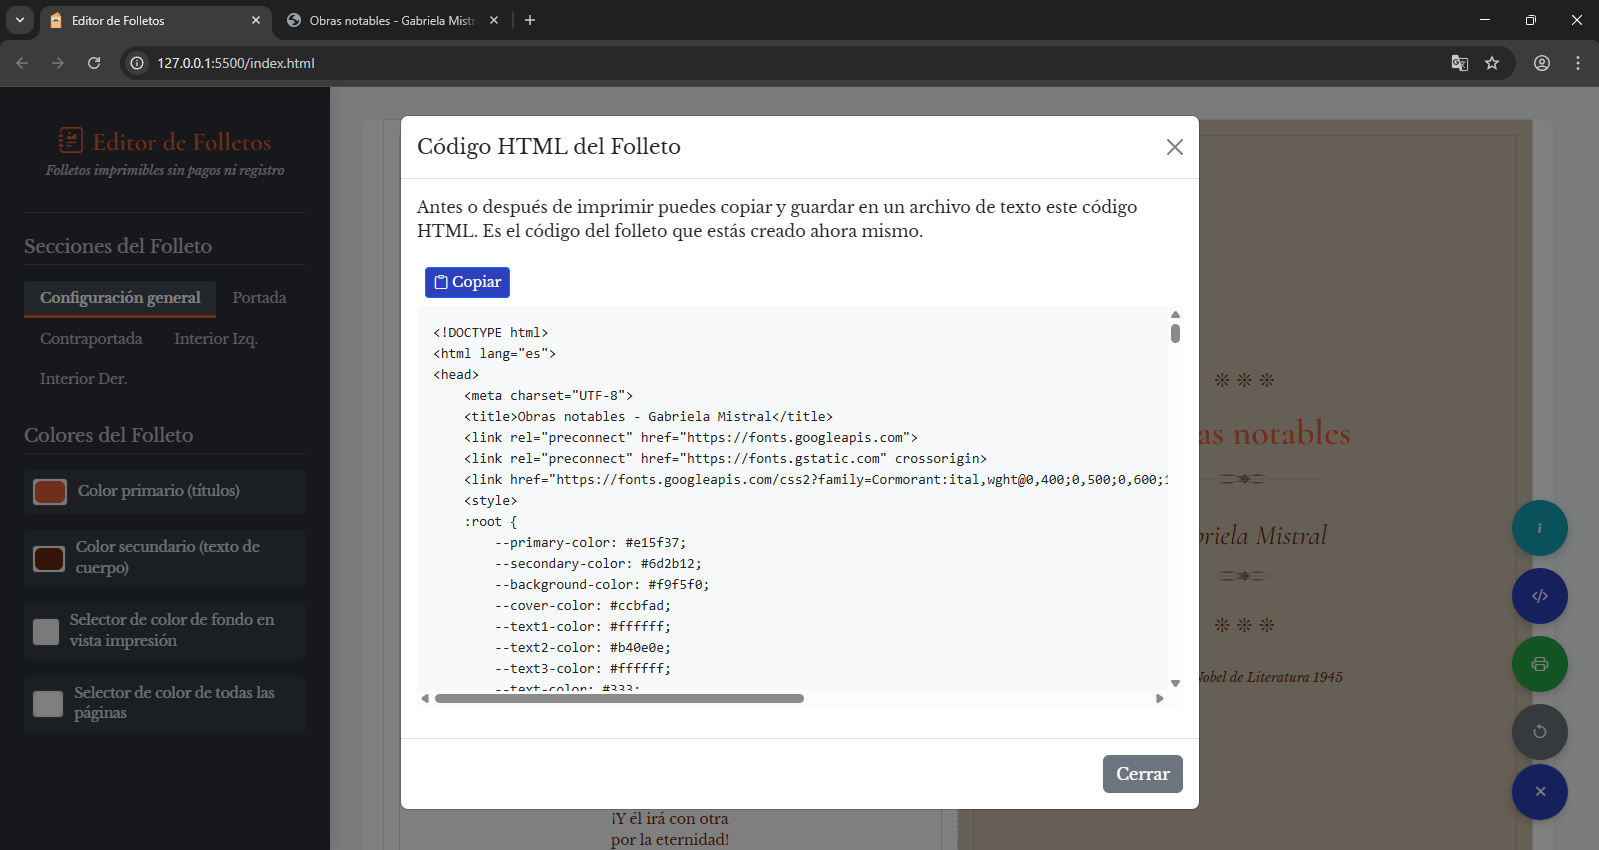 Editor de Folletos
Obras notables - Gabriela Mistr
127.0.0.1:5500/index.html
Editor de Folletos
Folletos imprimibles sin pagos ni registro
Secciones del Folleto
Configuración general
Portada
Contraportada
Interior Izq.
Interior Der.
Colores del Folleto
Color primario (títulos)
Color secundario (texto de
cuerpo)
Selector de color de fondo en
vista impresión
Selector de color de todas las
páginas
Código HTML del Folleto
Antes o después de imprimir puedes copiar y guardar en un archivo de texto este código
HTML. Es el código del folleto que estás creado ahora mismo.
Copiar
<!DOCTYPE html>
<html lang="es">
<head>
    <meta charset="UTF-8">
    <title>Obras notables - Gabriela Mistral</title>
    <link rel="preconnect" href="https://fonts.googleapis.com">
    <link rel="preconnect" href="https://fonts.gstatic.com" crossorigin>
    <link href="https://fonts.googleapis.com/css2?family=Cormorant:ital,wght@0,400;0,500;0,600;1
    <style>
    :root {
        --primary-color: #e15f37;
        --secondary-color: #6d2b12;
        --background-color: #f9f5f0;
        --cover-color: #ccbfad;
        --text1-color: #ffffff;
        --text2-color: #b40e0e;
        --text3-color: #ffffff;
        --text-color: #333;
Cerrar
as notables
briela Mistral
Nobel de Literatura 1945
¡Y él irá con otra
por la eternidad!